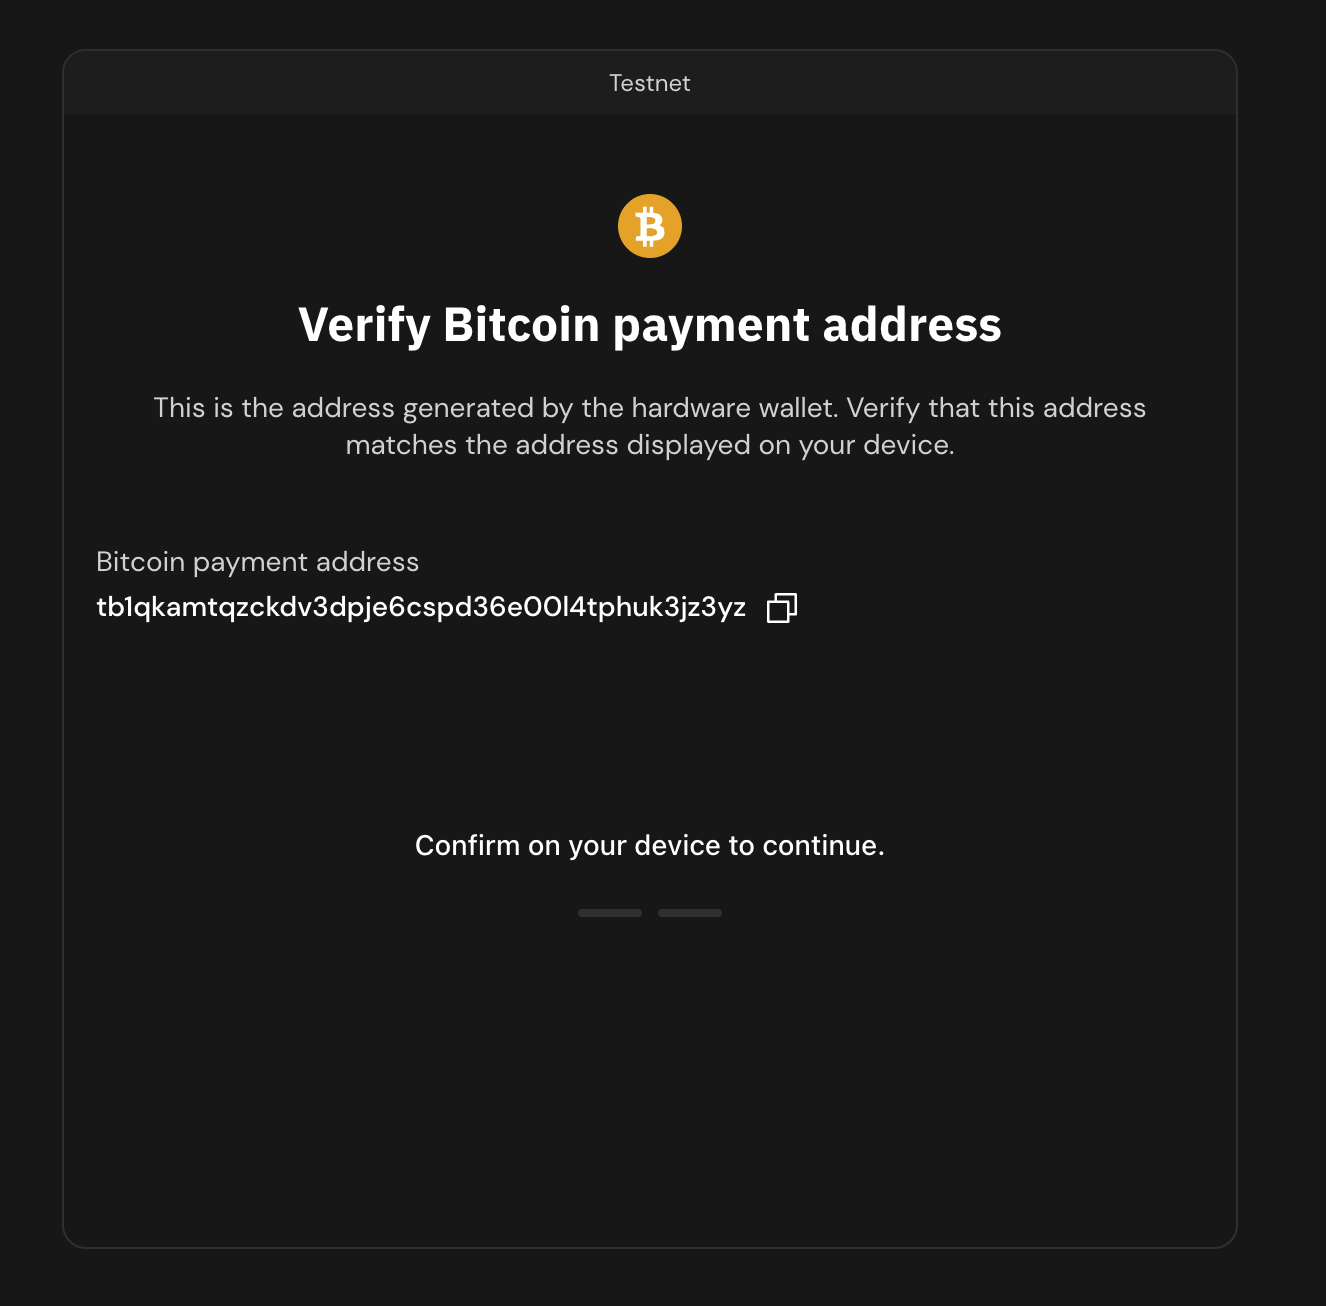 Testnet
Verify Bitcoin payment address
This is the address generated by the hardware wallet. Verify that this address
matches the address displayed on your device.
Bitcoin payment address
tb1qkamtqzckdv3dpje6cspd36e00l4tphuk3jz3yz
Confirm on your device to continue.